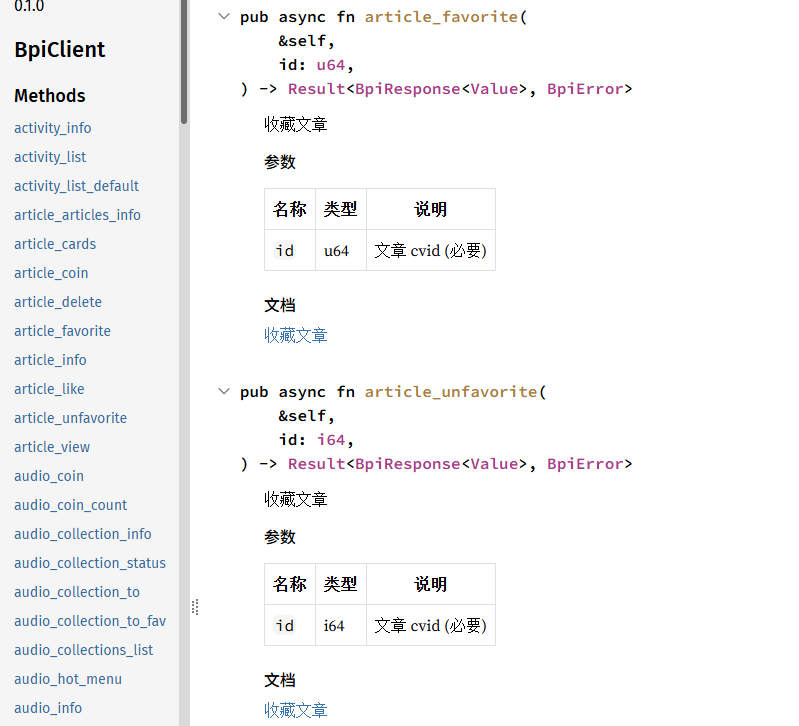 0.1.0
BpiClient
Methods
activity_info
activity_list
activity_list_default
article_articles_info
article_cards
article_coin
article_delete
article_favorite
article_info
article_like
article_unfavorite
article_view
audio_coin
audio_coin_count
audio_collection_info
audio_collection_status
audio_collection_to
audio_collection_to_fav
audio_collections_list
audio_hot_menu
audio_info
pub async fn article_favorite(
&self,
id: u64,
) -> Result<BpiResponse<Value>, BpiError>
收藏文章
参数
名称 类型 说明
id u64 文章 cvid (必要)
文档
收藏文章
pub async fn article_unfavorite(
&self,
id: i64,
) -> Result<BpiResponse<Value>, BpiError>
收藏文章
参数
名称 类型 说明
id i64 文章 cvid (必要)
文档
收藏文章